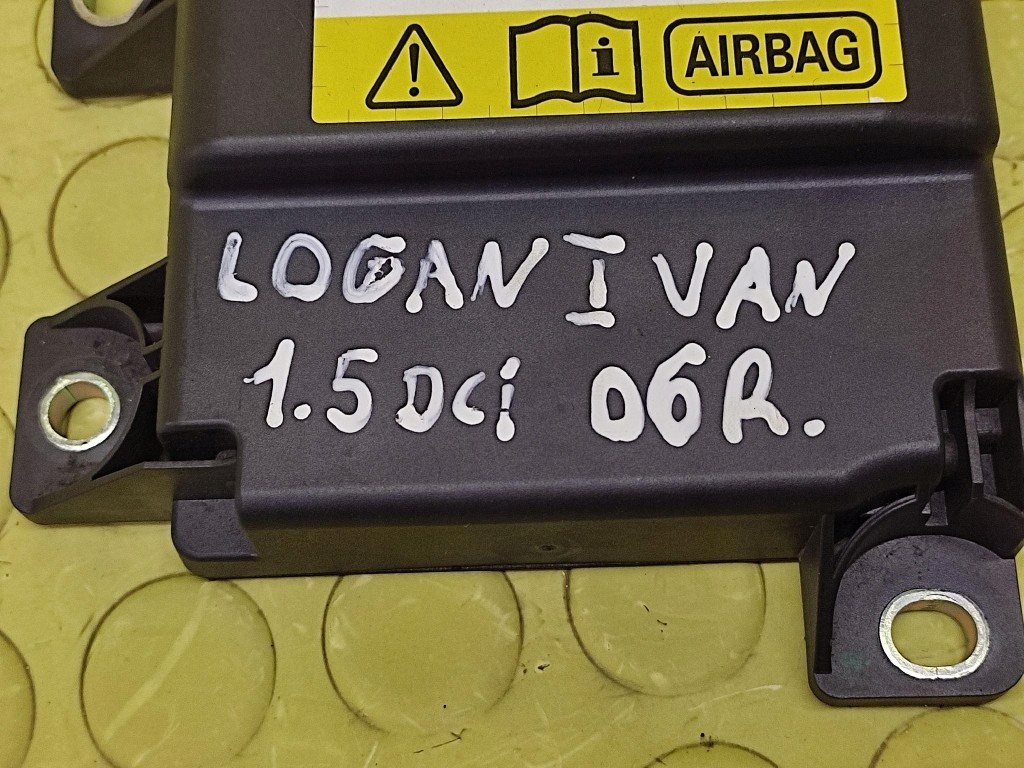 AIRBAG
LOGAN I VAN
1.5 DCi 06R.